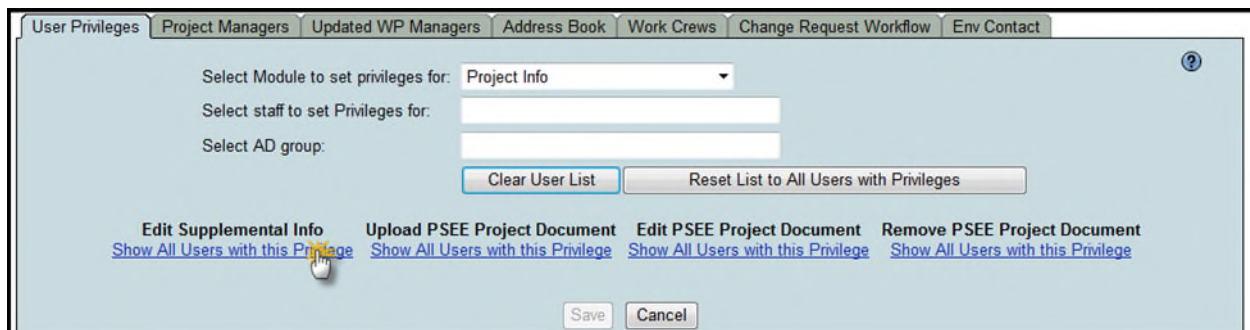 User Privileges Project Managers Updated WP Managers Address Book Work Crews Change Request Workflow Env Contact
?
Select Module to set privileges for: Project Info
Select staff to set Privileges for:
Select AD group:
Clear User List Reset List to All Users with Privileges
Edit Supplemental Info Upload PSEE Project Document Edit PSEE Project Document Remove PSEE Project Document
Show All Users with this Privilege Show All Users with this Privilege Show All Users with this Privilege Show All Users with this Privilege
Save Cancel